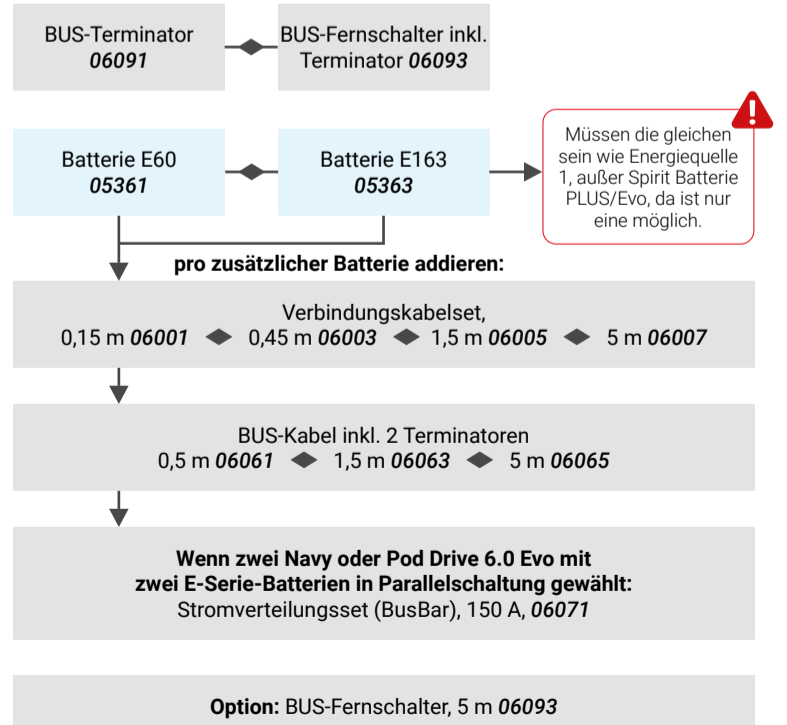 BUS-Terminator
06091
BUS-Fernschalter inkl.
Terminator 06093
Batterie E60
05361
Batterie E163
05363
Müssen die gleichen
sein wie Energiequelle
1, außer Spirit Batterie
PLUS/Evo, da ist nur
eine möglich.
pro zusätzlicher Batterie addieren:
Verbindungskabelset,
0,15 m 06001 0,45 m 06003 1,5 m 06005 5 m 06007
BUS-Kabel inkl. 2 Terminatoren
0,5 m 06061 1,5 m 06063 5 m 06065
Wenn zwei Navy oder Pod Drive 6.0 Evo mit
zwei E-Serie-Batterien in Parallelschaltung gewählt:
Stromverteilungsset (BusBar), 150 A, 06071
Option: BUS-Fernschalter, 5 m 06093